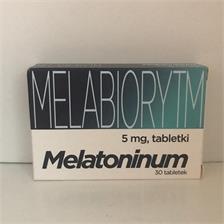 MELABIORYTM
5 mg, tabletki
Melatoninum
30 tabletek